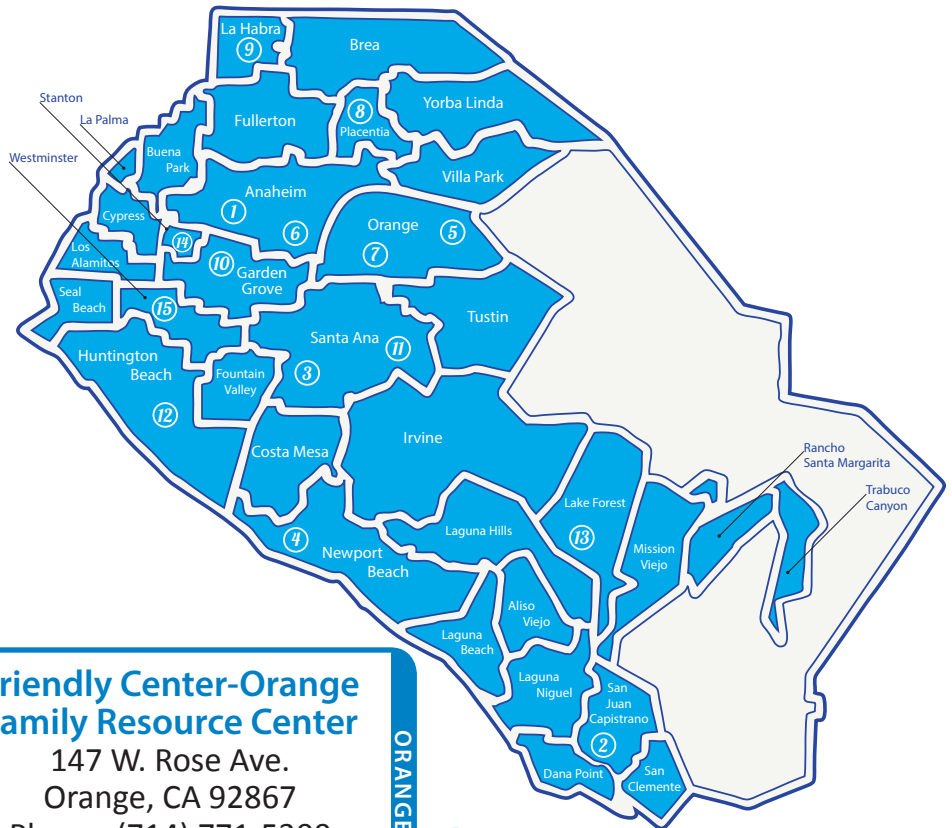 La Habra
9
Brea
Stanton
La Palma
Westminster
Fullerton
8
Placentia
Yorba Linda
Buena
Park
Villa Park
Anaheim
1
6
Cypress
Orange
5
7
14
Los
Alamitos
10
Garden
Grove
Seal
Beach
15
Tustin
Santa Ana
11
3
Huntington
Beach
12
Fountain
Valley
Costa Mesa
Irvine
Rancho
Santa Margarita
Trabuco
Canyon
Lake Forest
13
Laguna Hills
Mission
Viejo
4
Newport
Beach
Aliso
Viejo
Laguna
Beach
Laguna
Niguel
San
Juan
Capistrano
2
Dana Point
San
Clemente
riendly Center-Orange
amily Resource Center
147 W. Rose Ave.
Orange, CA 92867
ORANGE